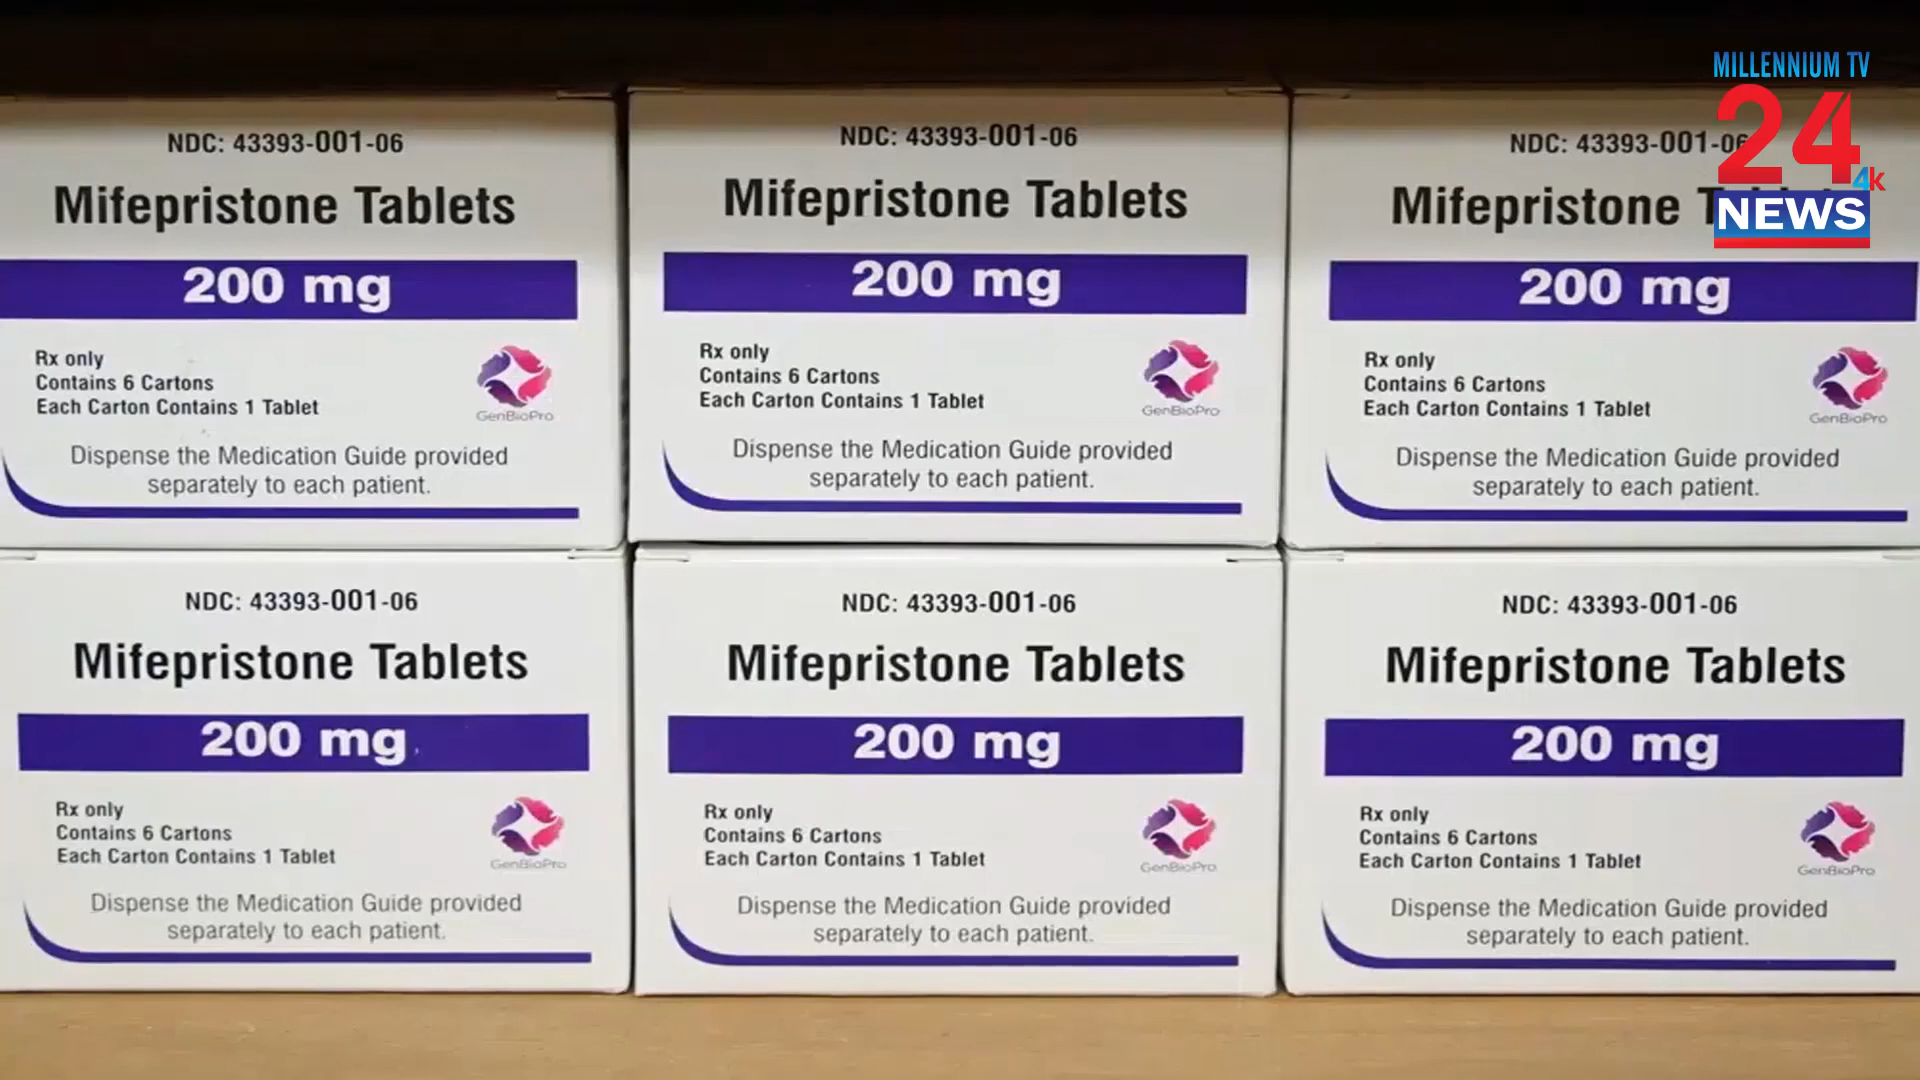 MILLENNIUM TV
24
4k
NEWS
NDC: 43393-001-06
Mifepristone Tablets
200 mg
Rx only
Contains 6 Cartons
Each Carton Contains 1 Tablet
GenBioPro
Dispense the Medication Guide provided
separately to each patient.
NDC: 43393-001-06
Mifepristone Tablets
200 mg
Rx only
Contains 6 Cartons
Each Carton Contains 1 Tablet
GenBioPro
Dispense the Medication Guide provided
separately to each patient.
NDC: 43393-001-06
Mifepristone
200 mg
Rx only
Contains 6 Cartons
Each Carton Contains 1 Tablet
GenBioPro
Dispense the Medication Guide provided
separately to each patient.
NDC: 43393-001-06
Mifepristone Tablets
200 mg
Rx only
Contains 6 Cartons
Each Carton Contains 1 Tablet
GenBioPro
Dispense the Medication Guide provided
separately to each patient.
NDC: 43393-001-06
Mifepristone Tablets
200 mg
Rx only
Contains 6 Cartons
Each Carton Contains 1 Tablet
GenBioPro
Dispense the Medication Guide provided
separately to each patient.
NDC: 43393-001-06
Mifepristone Tablets
200 mg
Rx only
Contains 6 Cartons
Each Carton Contains 1 Tablet
GenBioPro
Dispense the Medication Guide provided
separately to each patient.